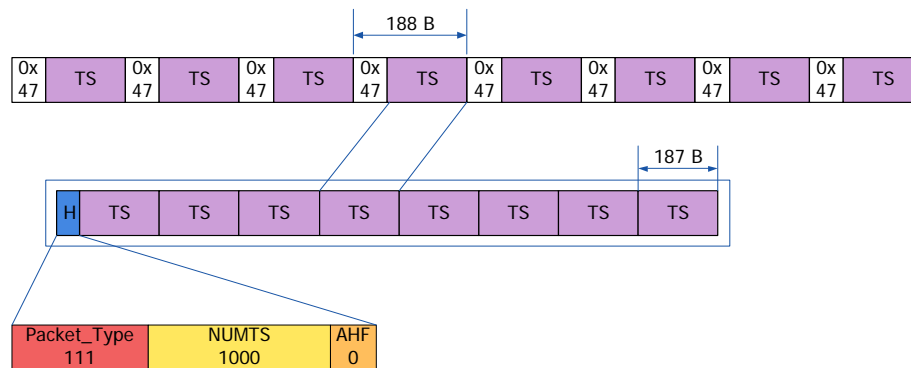 188 B
0x 47 TS 0x 47 TS 0x 47 TS 0x 47 TS 0x 47 TS 0x 47 TS 0x 47 TS 0x 47 TS
187 B
H TS TS TS TS TS TS TS TS
Packet_Type NUMTS AHF
111 1000 0